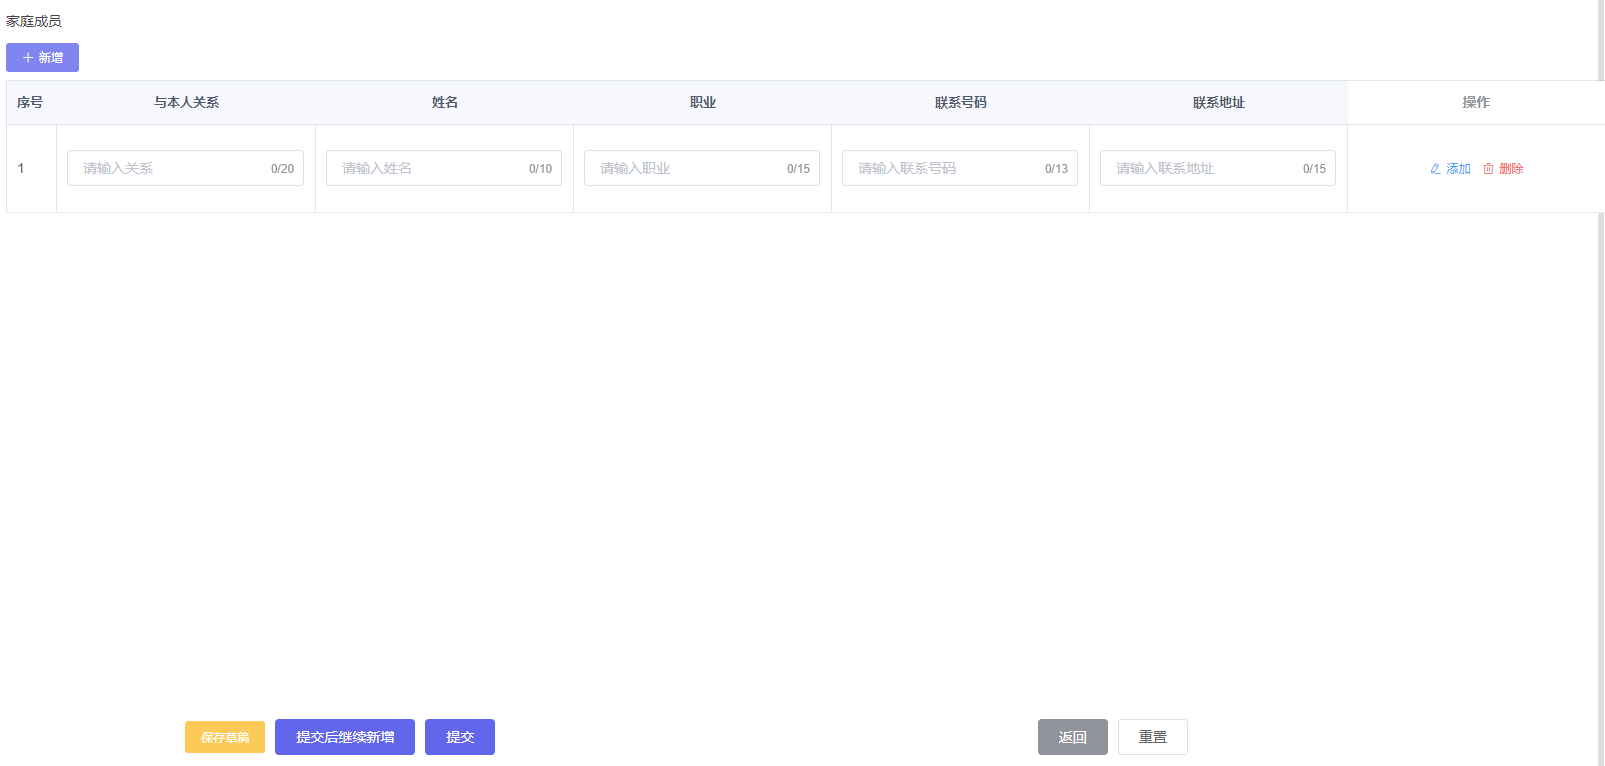 家庭成员
新增
序号 与本人关系 姓名 职业 联系号码 联系地址 操作
1 请输入关系 0/20 请输入姓名 0/10 请输入职业 0/15 请输入联系号码 0/13 请输入联系地址 0/15 添加 删除
保存草稿 提交后继续新增 提交 返回 重置